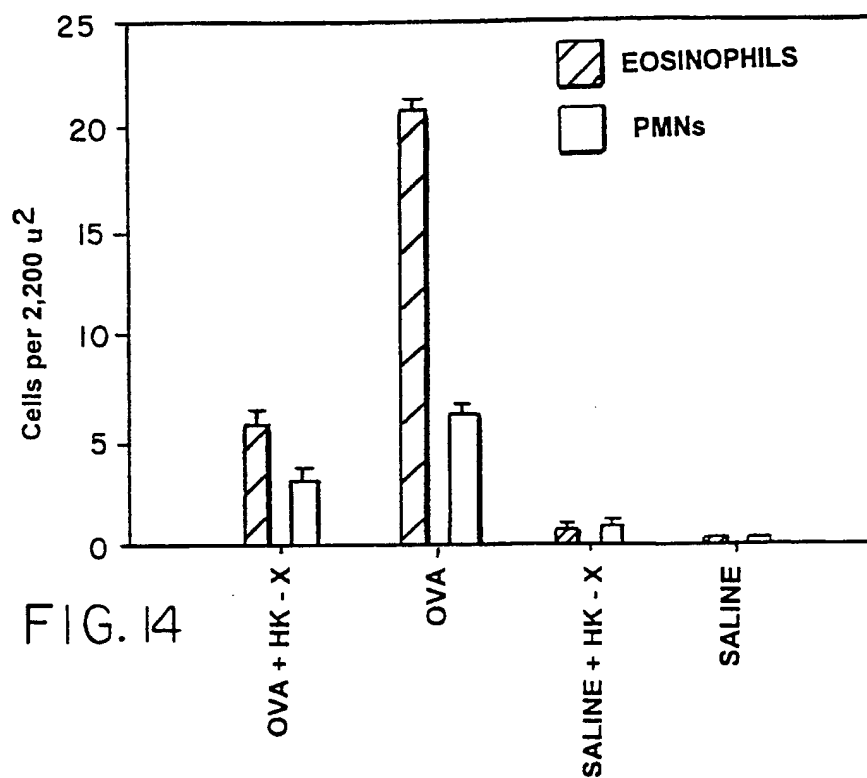 25
20
15
10
5
0
Cells per 2,200 u²
EOSINOPHILS
PMNs
OVA + HK - X
OVA
SALINE + HK - X
SALINE
FIG. 14